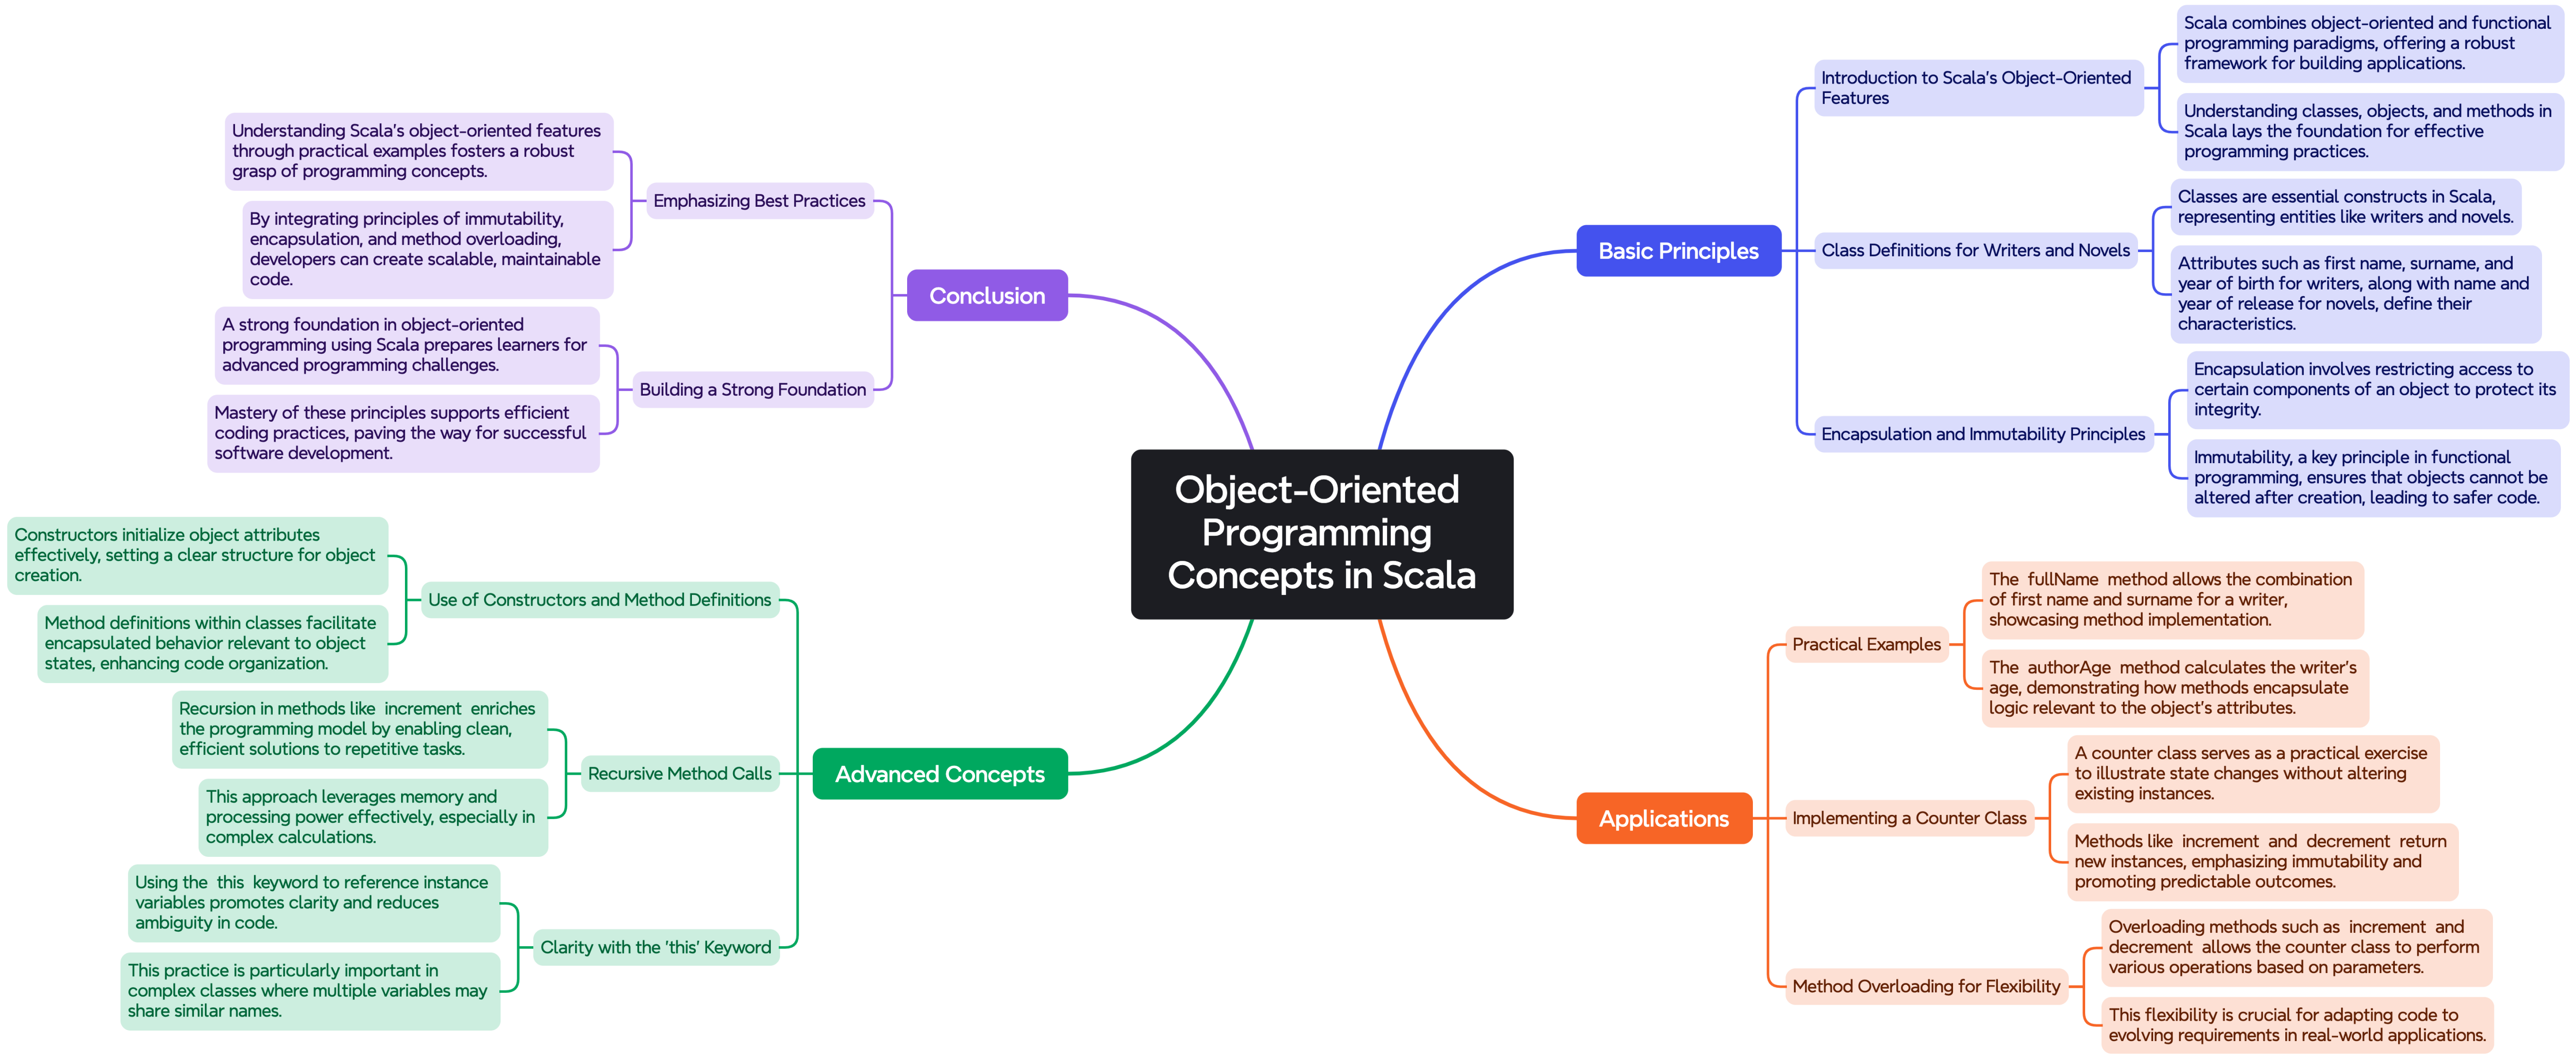 Object-Oriented
Programming
Concepts in Scala
Basic Principles
Introduction to Scala's Object-Oriented
Features
Scala combines object-oriented and functional
programming paradigms, offering a robust
framework for building applications.
Understanding classes, objects, and methods in
Scala lays the foundation for effective
programming practices.
Class Definitions for Writers and Novels
Classes are essential constructs in Scala,
representing entities like writers and novels.
Attributes such as first name, surname, and
year of birth for writers, along with name and
year of release for novels, define their
characteristics.
Encapsulation and Immutability Principles
Encapsulation involves restricting access to
certain components of an object to protect its
integrity.
Immutability, a key principle in functional
programming, ensures that objects cannot be
altered after creation, leading to safer code.
Applications
Practical Examples
The  fullName  method allows the combination
of first name and surname for a writer,
showcasing method implementation.
The  authorAge  method calculates the writer's
age, demonstrating how methods encapsulate
logic relevant to the object's attributes.
Implementing a Counter Class
A counter class serves as a practical exercise
to illustrate state changes without altering
existing instances.
Methods like  increment  and  decrement  return
new instances, emphasizing immutability and
promoting predictable outcomes.
Method Overloading for Flexibility
Overloading methods such as  increment  and
decrement  allows the counter class to perform
various operations based on parameters.
This flexibility is crucial for adapting code to
evolving requirements in real-world applications.
Advanced Concepts
Use of Constructors and Method Definitions
Constructors initialize object attributes
effectively, setting a clear structure for object
creation.
Method definitions within classes facilitate
encapsulated behavior relevant to object
states, enhancing code organization.
Recursive Method Calls
Recursion in methods like  increment  enriches
the programming model by enabling clean,
efficient solutions to repetitive tasks.
This approach leverages memory and
processing power effectively, especially in
complex calculations.
Clarity with the 'this' Keyword
Using the  this  keyword to reference instance
variables promotes clarity and reduces
ambiguity in code.
This practice is particularly important in
complex classes where multiple variables may
share similar names.
Conclusion
Emphasizing Best Practices
Understanding Scala's object-oriented features
through practical examples fosters a robust
grasp of programming concepts.
By integrating principles of immutability,
encapsulation, and method overloading,
developers can create scalable, maintainable
code.
Building a Strong Foundation
A strong foundation in object-oriented
programming using Scala prepares learners for
advanced programming challenges.
Mastery of these principles supports efficient
coding practices, paving the way for successful
software development.